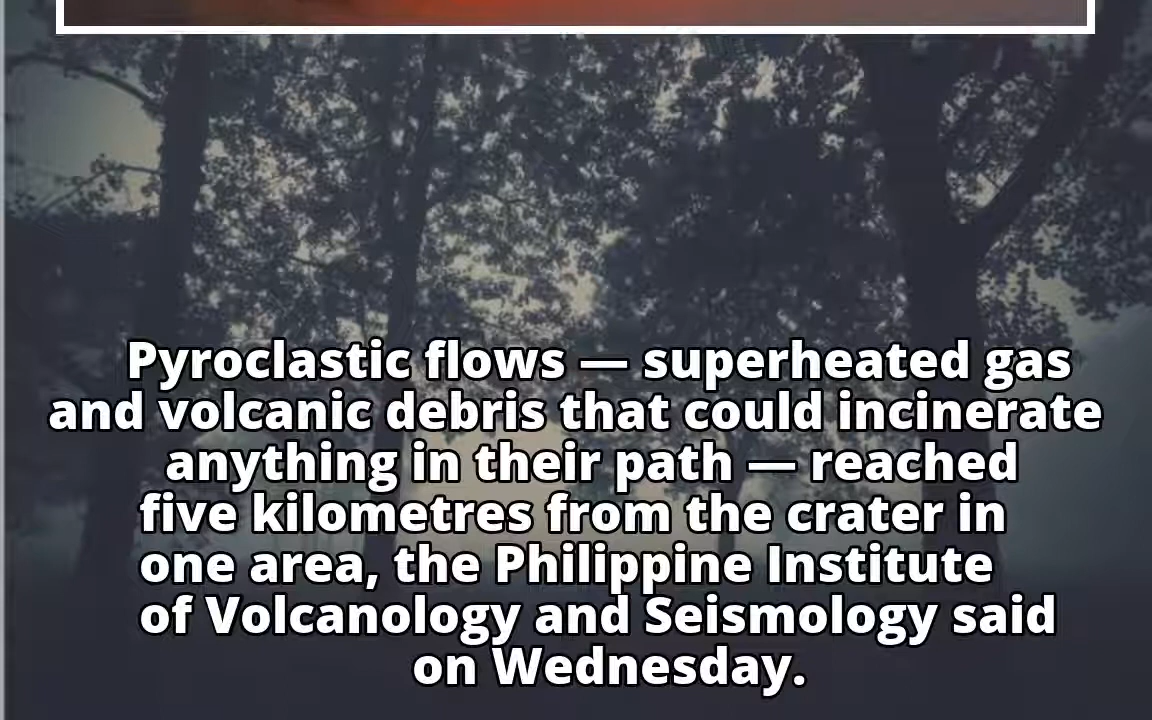 Pyroclastic flows — superheated gas
and volcanic debris that could incinerate
anything in their path — reached
five kilometres from the crater in
one area, the Philippine Institute
of Volcanology and Seismology said
on Wednesday.